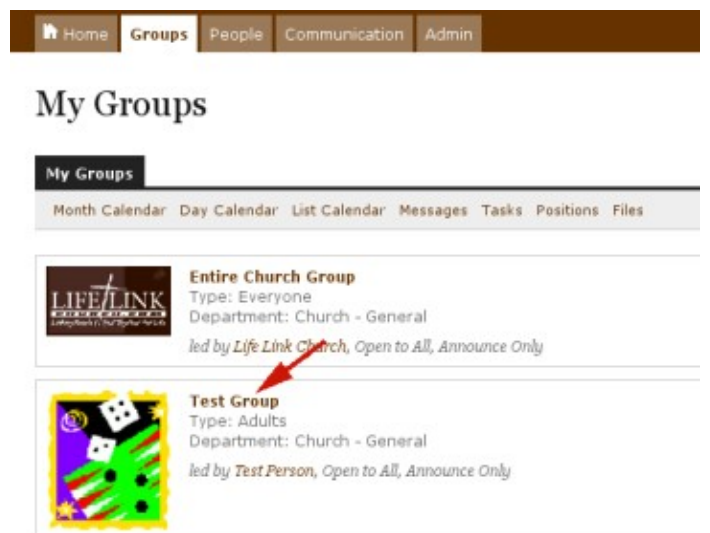 Home Groups People Communication Admin
My Groups
My Groups
Month Calendar Day Calendar List Calendar Messages Tasks Positions Files
LIFE LINK
Entire Church Group
Type: Everyone
Department: Church - General
led by Life Link Church, Open to All, Announce Only
Test Group
Type: Adults
Department: Church - General
led by Test Person, Open to All, Announce Only